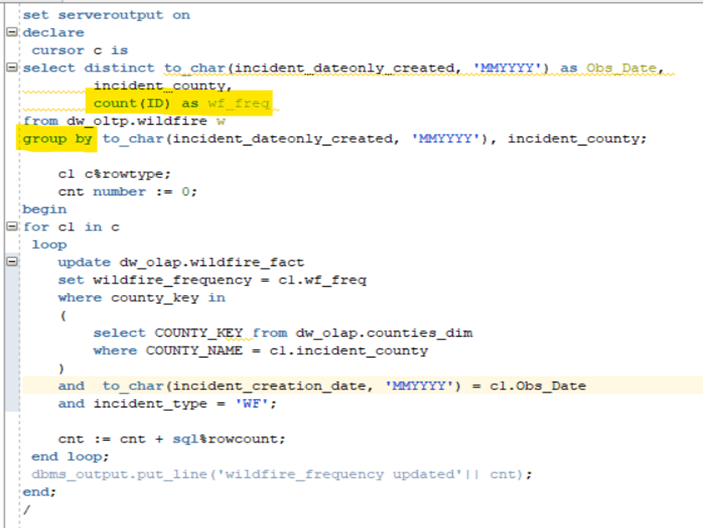 set serveroutput on
declare
cursor c is
select distinct to_char(incident_dateonly_created, 'MMYYYY') as Obs_Date,
incident_county,
count(ID) as wf_freq
from dw_oltp.wildfire w
group by to_char(incident_dateonly_created, 'MMYYYY'), incident_county;
c1 c%rowtype;
cnt number := 0;
begin
for c1 in c
loop
update dw_olap.wildfire_fact
set wildfire_frequency = c1.wf_freq
where county_key in
(
select COUNTY_KEY from dw_olap.counties_dim
where COUNTY_NAME = c1.incident_county
)
and to_char(incident_creation_date, 'MMYYYY') = c1.Obs_Date
and incident_type = 'WF';
cnt := cnt + sql%rowcount;
end loop;
dbms_output.put_line('wildfire_frequency updated'|| cnt);
end;
/